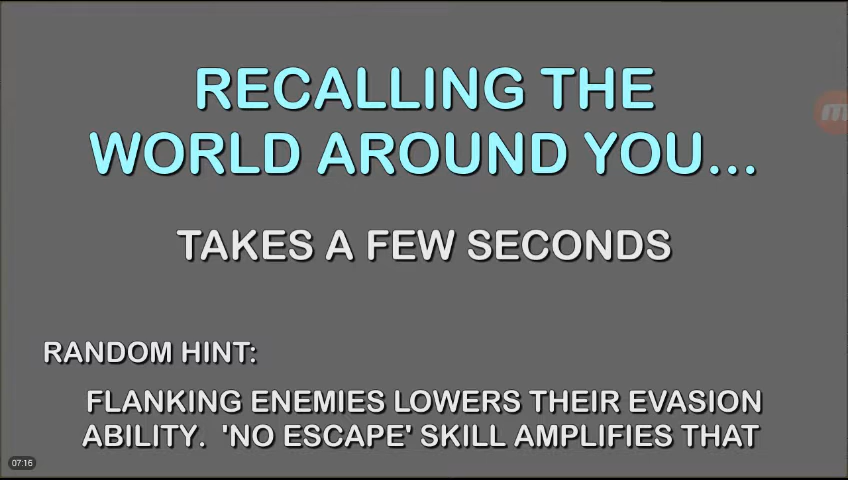 RECALLING THE
WORLD AROUND YOU...
TAKES A FEW SECONDS
RANDOM HINT:
FLANKING ENEMIES LOWERS THEIR EVASION
ABILITY. 'NO ESCAPE' SKILL AMPLIFIES THAT
07:16